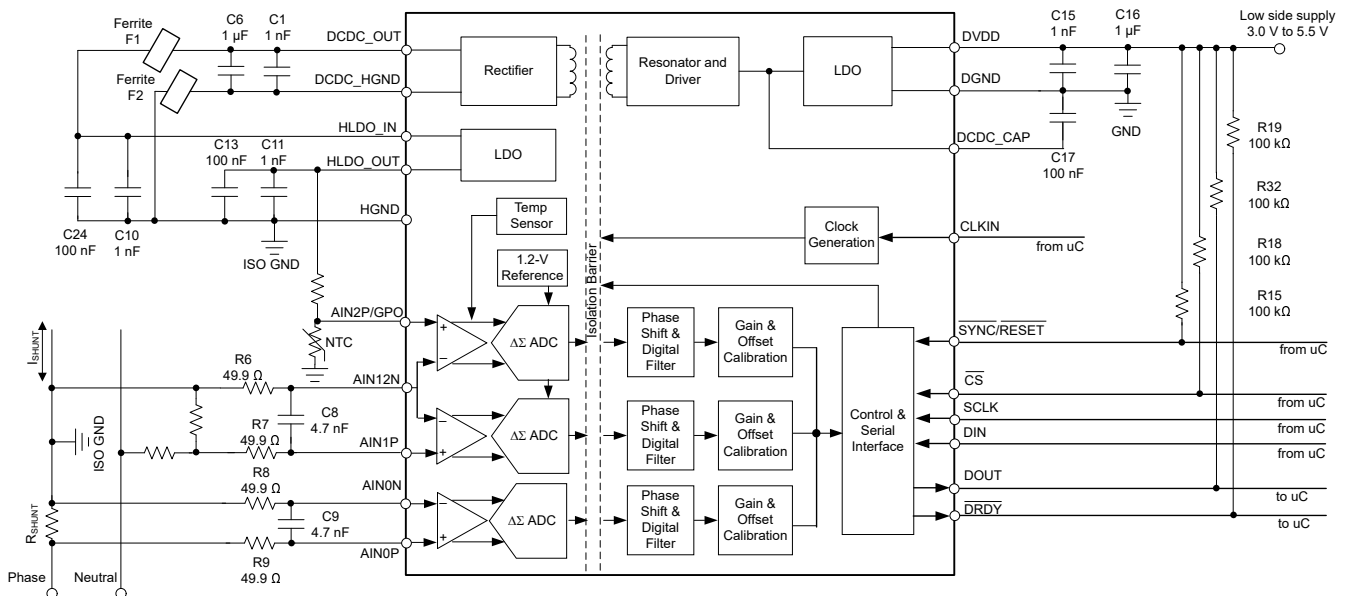 Ferrite
F1
C6
1 µF
C1
1 nF
DCDC_OUT
Ferrite
F2
DCDC_HGND
HLDO_IN
C13
100 nF
C11
1 nF
HLDO_OUT
HGND
C24
100 nF
C10
1 nF
ISO GND
Rectifier
LDO
Temp
Sensor
1.2-V
Reference
Isolation Barrier
Resonator and
Driver
LDO
Clock
Generation
DVDD
DGND
DCDC_CAP
CLKIN
from uC
C15
1 nF
C16
1 µF
Low side supply
3.0 V to 5.5 V
GND
C17
100 nF
R19
100 kΩ
R32
100 kΩ
R18
100 kΩ
R15
100 kΩ
ISHUNT
AIN2P/GPO
NTC
R6
49.9 Ω
AIN12N
C8
4.7 nF
R7
49.9 Ω
AIN1P
ISO GND
R8
49.9 Ω
AIN0N
C9
4.7 nF
RSHUNT
AIN0P
R9
49.9 Ω
Phase
Neutral
+
−
ΔΣ ADC
−
+
ΔΣ ADC
−
+
ΔΣ ADC
Phase
Shift &
Digital
Filter
Gain &
Offset
Calibration
Phase
Shift &
Digital
Filter
Gain &
Offset
Calibration
Phase
Shift &
Digital
Filter
Gain &
Offset
Calibration
Control &
Serial
Interface
SYNC/RESET
from uC
CS
from uC
SCLK
from uC
DIN
from uC
DOUT
to uC
DRDY
to uC